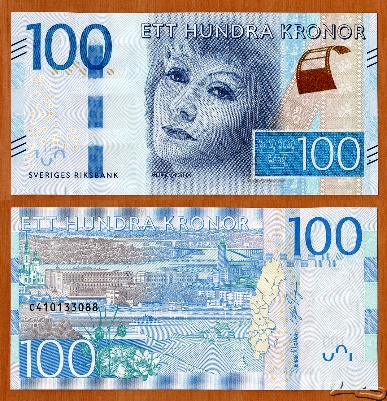 100
ETT HUNDRA KRONOR
100
SVERIGES RIKSBANK
ETT HUNDRA KRONOR
100
C410133088
100